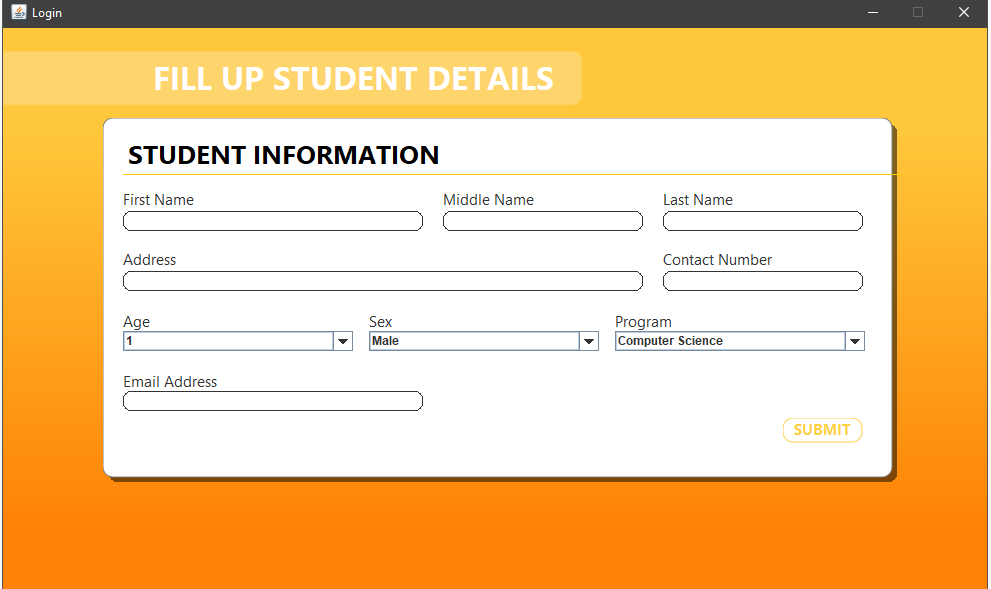 Login
FILL UP STUDENT DETAILS
STUDENT INFORMATION
First Name Middle Name Last Name
Address Contact Number
Age Sex Program
1 Male Computer Science
Email Address
SUBMIT